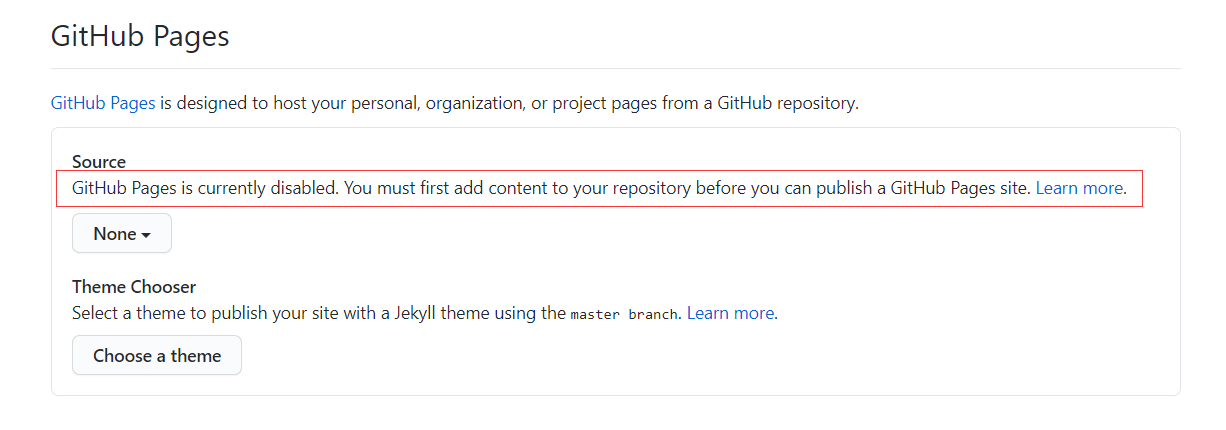 GitHub Pages
GitHub Pages is designed to host your personal, organization, or project pages from a GitHub repository.
Source
GitHub Pages is currently disabled. You must first add content to your repository before you can publish a GitHub Pages site. Learn more.
None
Theme Chooser
Select a theme to publish your site with a Jekyll theme using the master branch. Learn more.
Choose a theme